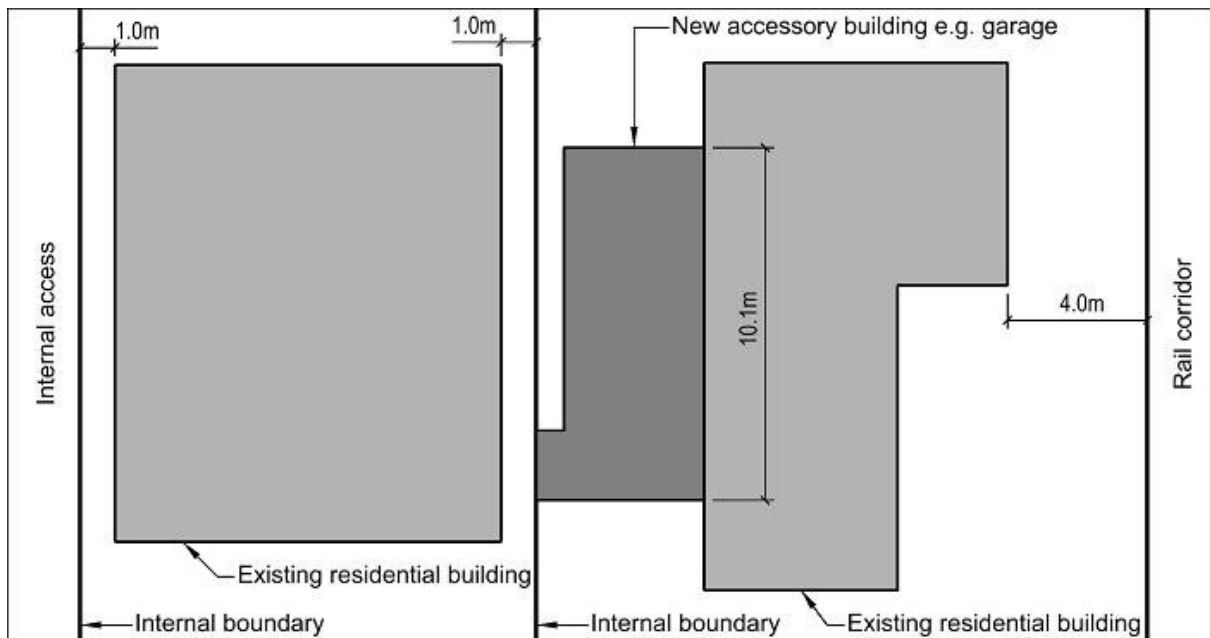 1.0m
1.0m
New accessory building e.g. garage
Internal access
10.1m
4.0m
Rail corridor
Existing residential building
Existing residential building
Internal boundary
Internal boundary